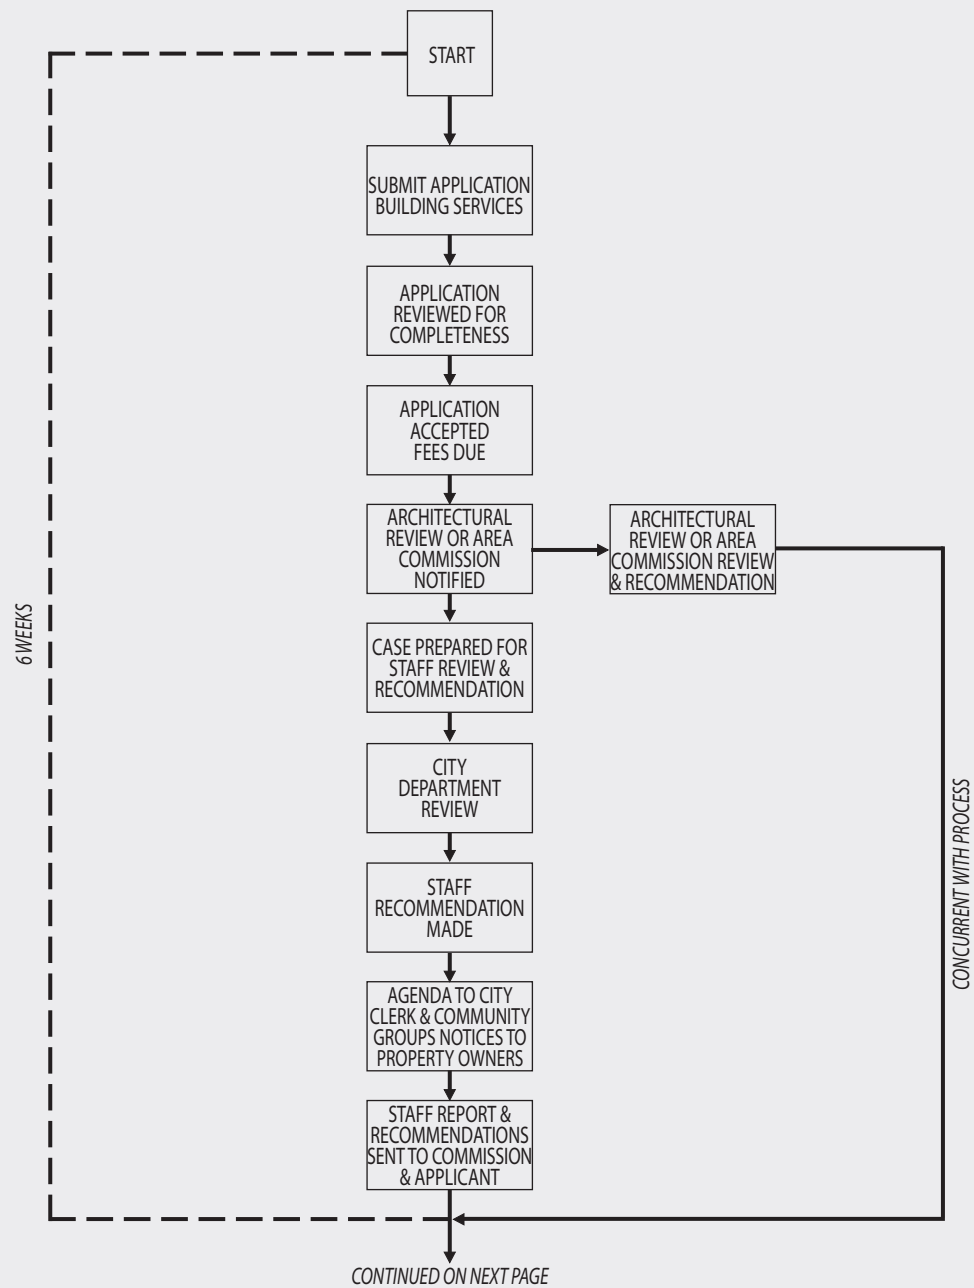 START
SUBMIT APPLICATION
BUILDING SERVICES
APPLICATION
REVIEWED FOR
COMPLETENESS
APPLICATION
ACCEPTED
FEES DUE
ARCHITECTURAL
REVIEW OR AREA
COMMISSION
NOTIFIED
ARCHITECTURAL
REVIEW OR AREA
COMMISSION REVIEW
& RECOMMENDATION
6 WEEKS
CASE PREPARED FOR
STAFF REVIEW &
RECOMMENDATION
CITY
DEPARTMENT
REVIEW
CONCURRENT WITH PROCESS
STAFF
RECOMMENDATION
MADE
AGENDA TO CITY
CLERK & COMMUNITY
GROUPS NOTICES TO
PROPERTY OWNERS
STAFF REPORT &
RECOMMENDATIONS
SENT TO COMMISSION
& APPLICANT
CONTINUED ON NEXT PAGE